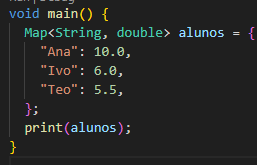 void main() {
  Map<String, double> alunos = {
    "Ana": 10.0,
    "Ivo": 6.0,
    "Teo": 5.5,
  };
  print(alunos);
}